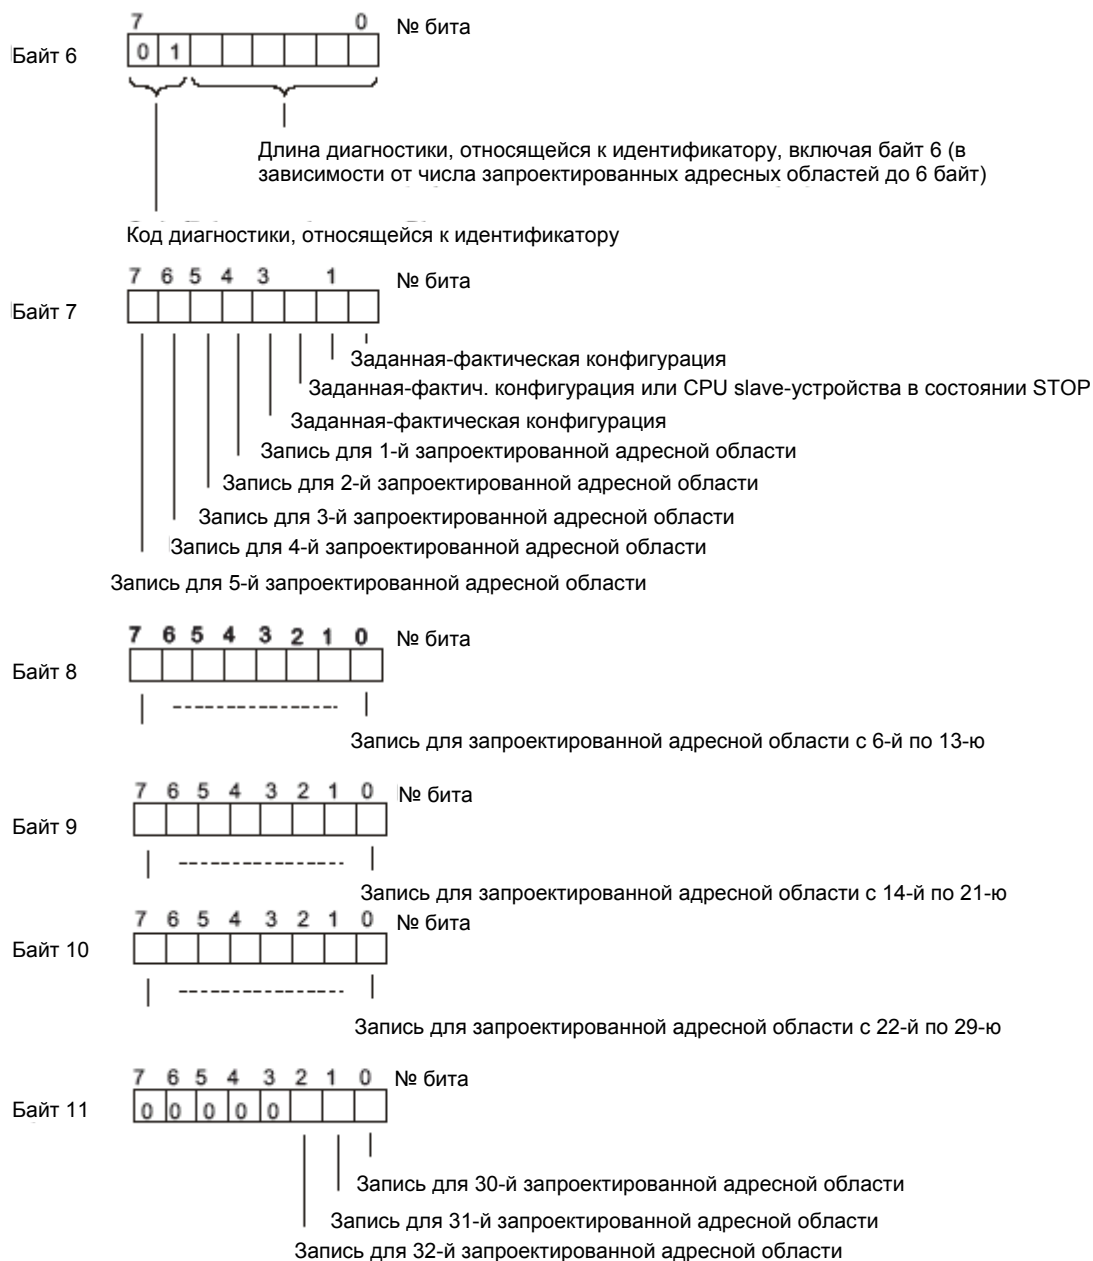 7 0 № бита
Байт 6 0 1
Длина диагностики, относящейся к идентификатору, включая байт 6 (в
зависимости от числа запроектированных адресных областей до 6 байт)
Код диагностики, относящейся к идентификатору
7 6 5 4 3 1 № бита
Байт 7
Заданная-фактическая конфигурация
Заданная-фактич. конфигурация или CPU slave-устройства в состоянии STOP
Заданная-фактическая конфигурация
Запись для 1-й запроектированной адресной области
Запись для 2-й запроектированной адресной области
Запись для 3-й запроектированной адресной области
Запись для 4-й запроектированной адресной области
Запись для 5-й запроектированной адресной области
7 6 5 4 3 2 1 0 № бита
Байт 8
Запись для запроектированной адресной области с 6-й по 13-ю
7 6 5 4 3 2 1 0 № бита
Байт 9
Запись для запроектированной адресной области с 14-й по 21-ю
7 6 5 4 3 2 1 0 № бита
Байт 10
Запись для запроектированной адресной области с 22-й по 29-ю
7 6 5 4 3 2 1 0 № бита
Байт 11 0 0 0 0 0
Запись для 30-й запроектированной адресной области
Запись для 31-й запроектированной адресной области
Запись для 32-й запроектированной адресной области